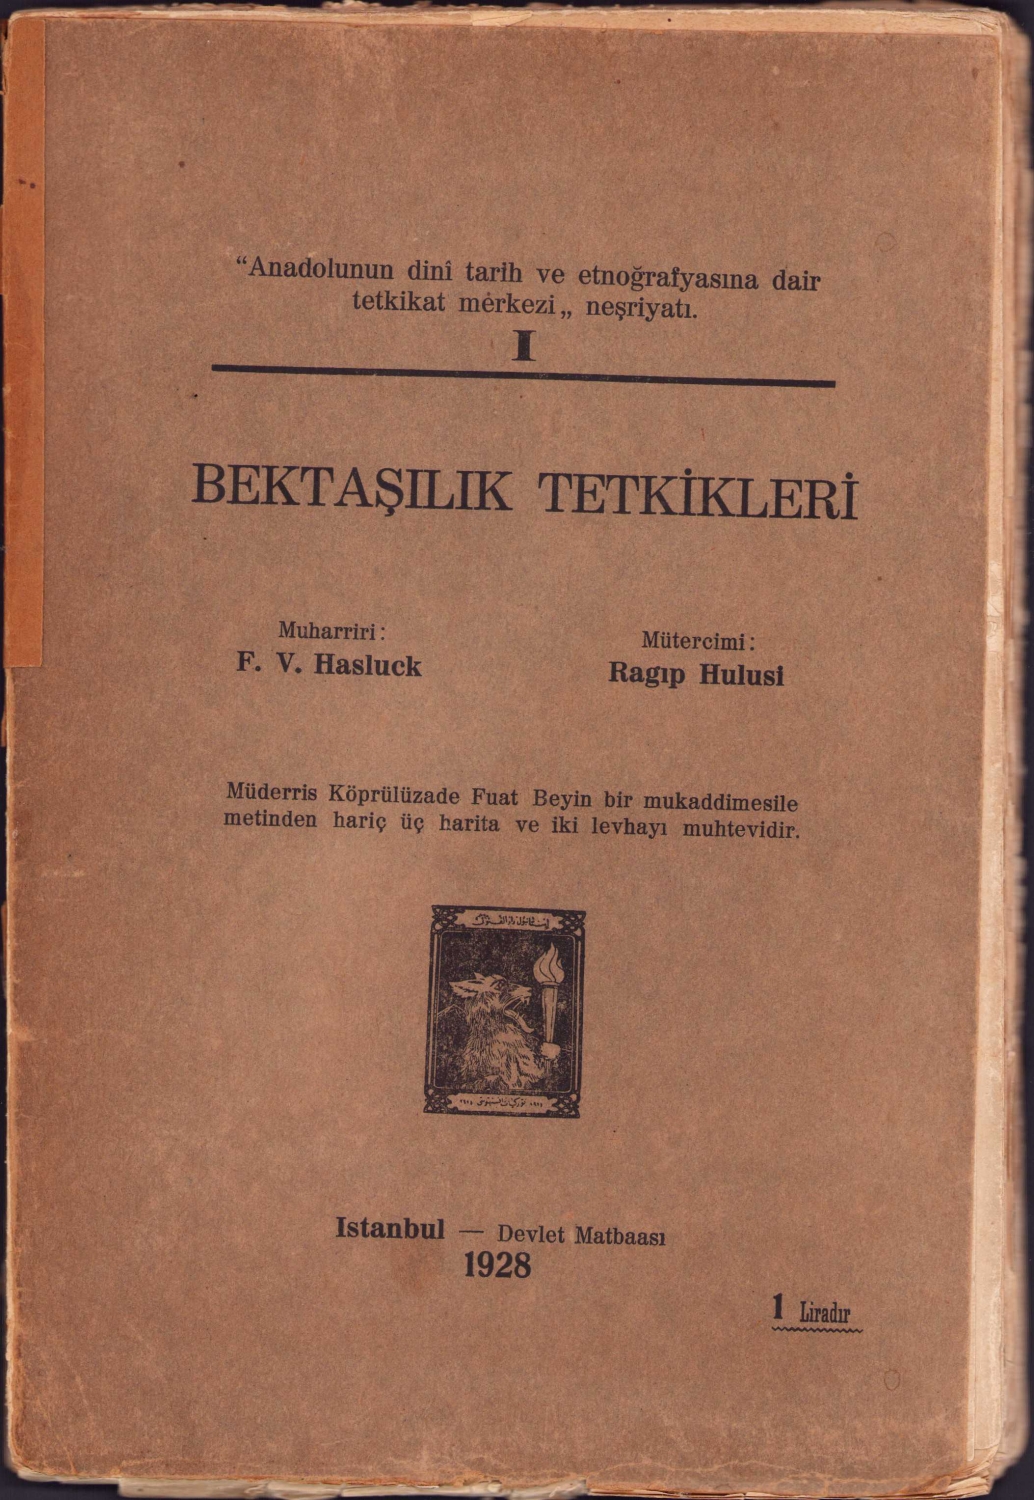 “Anadolunun dinî tarih ve etnoğrafyasına dair
tetkikat merkezi„ neşriyatı.
I
BEKTAŞILIK TETKİKLERİ
Muharriri:
F. V. Hasluck
Mütercimi:
Ragıp Hulusi
Müderris Köprülüzade Fuat Beyin bir mukaddimesile
metinden hariç üç harita ve iki levhayı muhtevidir.
Istanbul — Devlet Matbaası
1928
1 Liradır